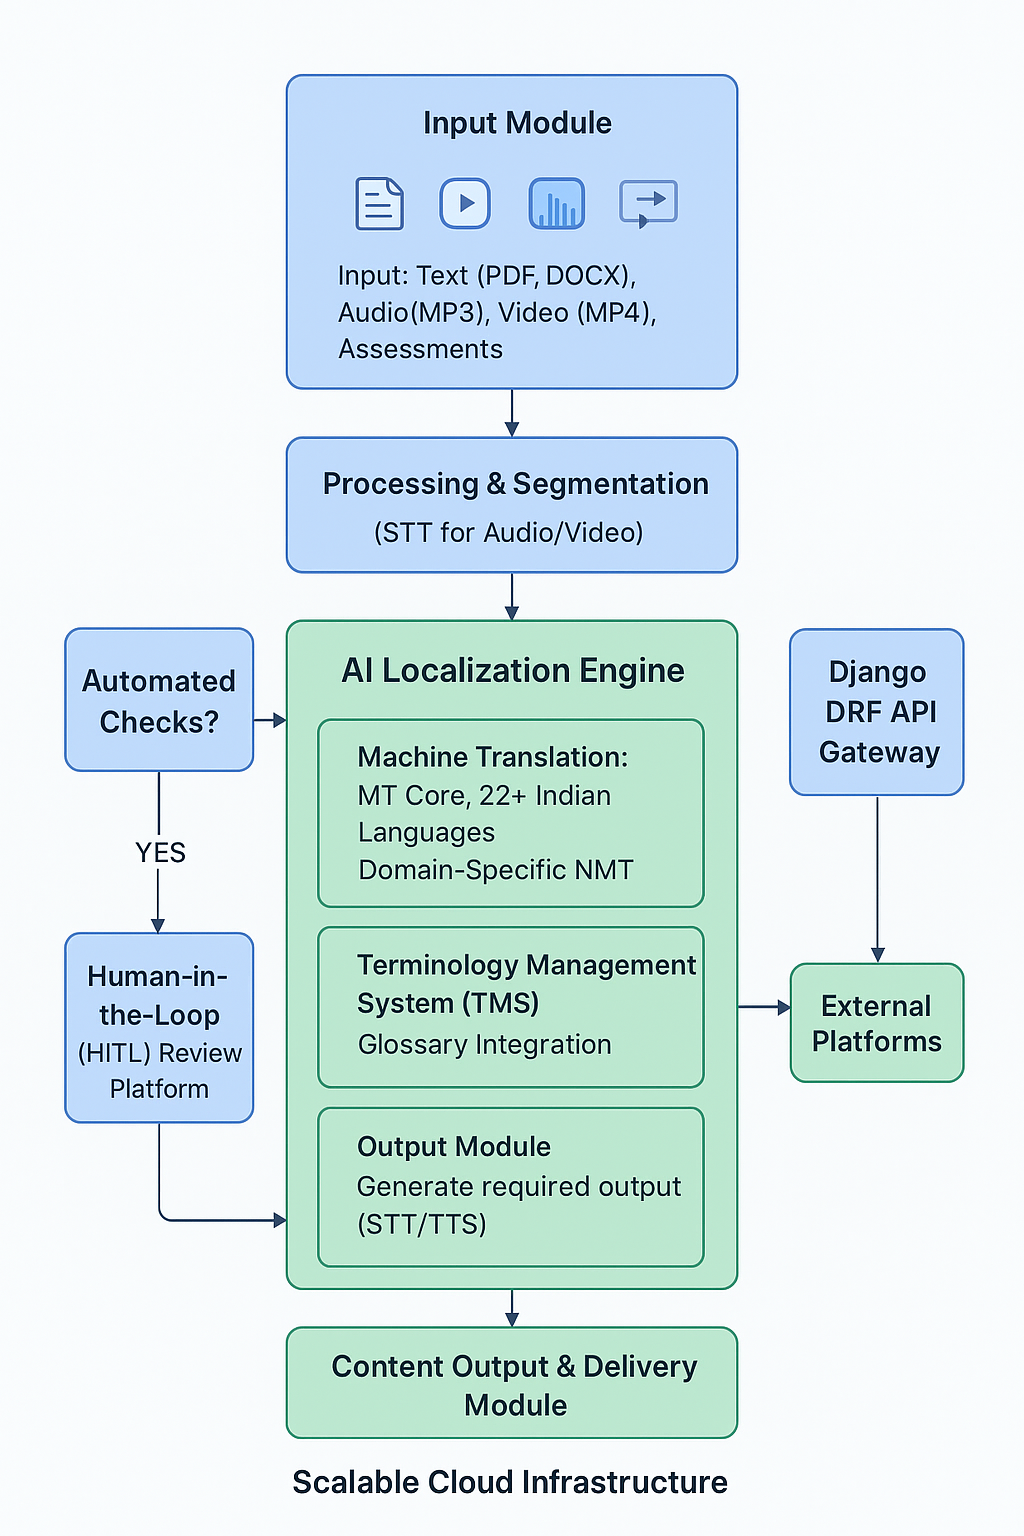 Input Module
Input: Text (PDF, DOCX),
Audio(MP3), Video (MP4),
Assessments
Processing & Segmentation
(STT for Audio/Video)
Automated
Checks?
YES
Human-in-
the-Loop
(HITL) Review
Platform
AI Localization Engine
Machine Translation:
MT Core, 22+ Indian
Languages
Domain-Specific NMT
Terminology Management
System (TMS)
Glossary Integration
Output Module
Generate required output
(STT/TTS)
Django
DRF API
Gateway
External
Platforms
Content Output & Delivery
Module
Scalable Cloud Infrastructure